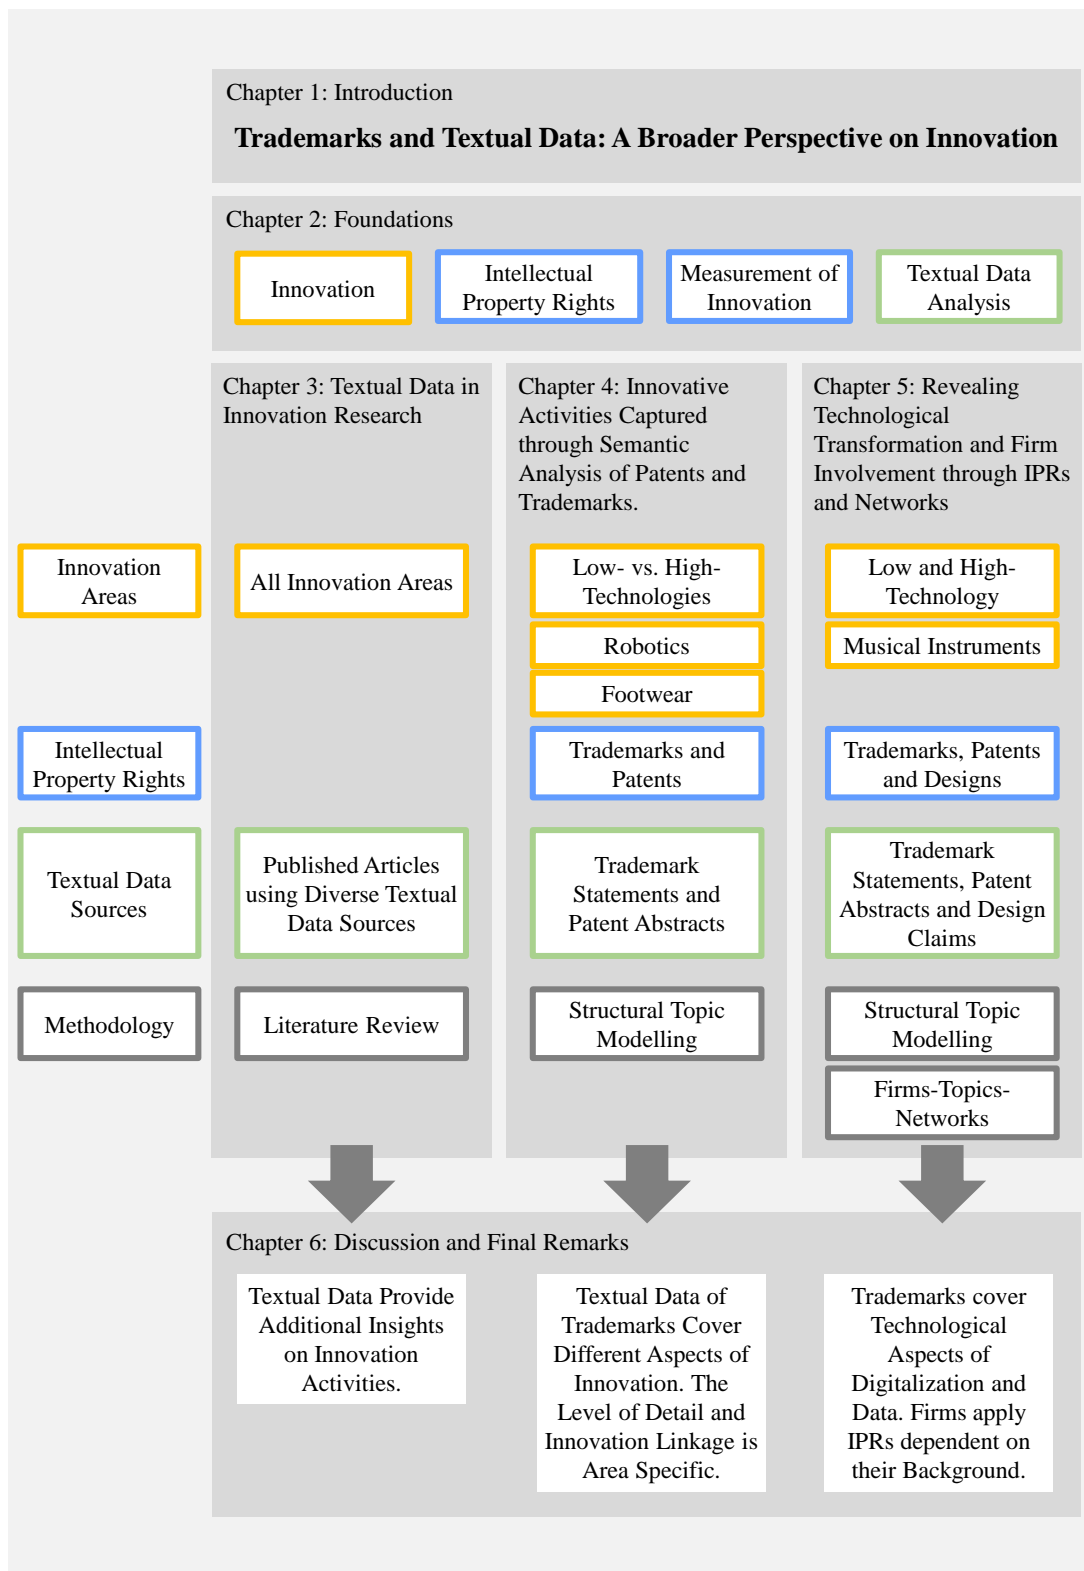 Chapter 1: Introduction
Trademarks and Textual Data: A Broader Perspective on Innovation
Chapter 2: Foundations
Innovation
Intellectual
Property Rights
Measurement of
Innovation
Textual Data
Analysis
Chapter 3: Textual Data in
Innovation Research
Chapter 4: Innovative
Activities Captured
through Semantic
Analysis of Patents and
Trademarks.
Chapter 5: Revealing
Technological
Transformation and Firm
Involvement through IPRs
and Networks
Innovation
Areas
All Innovation Areas
Low- vs. High-
Technologies
Robotics
Footwear
Low and High-
Technology
Musical Instruments
Intellectual
Property Rights
Trademarks and
Patents
Trademarks, Patents
and Designs
Textual Data
Sources
Published Articles
using Diverse Textual
Data Sources
Trademark
Statements and
Patent Abstracts
Trademark
Statements, Patent
Abstracts and Design
Claims
Methodology
Literature Review
Structural Topic
Modelling
Structural Topic
Modelling
Firms-Topics-
Networks
Chapter 6: Discussion and Final Remarks
Textual Data Provide
Additional Insights
on Innovation
Activities.
Textual Data of
Trademarks Cover
Different Aspects of
Innovation. The
Level of Detail and
Innovation Linkage is
Area Specific.
Trademarks cover
Technological
Aspects of
Digitalization and
Data. Firms apply
IPRs dependent on
their Background.